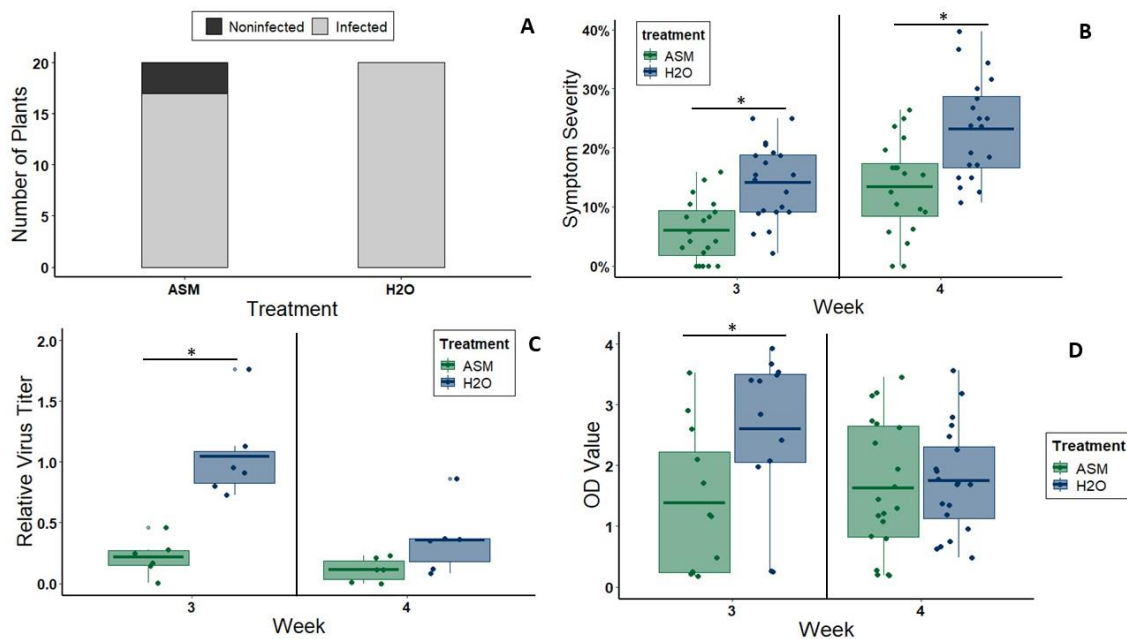 Noninfected Infected
A
Number of Plants
20
15
10
5
0
ASM H2O
Treatment
B
treatment
ASM
H2O
Symptom Severity
40%
30%
20%
10%
0%
*
*
3 4
Week
C
Treatment
ASM
H2O
Relative Virus Titer
2.0
1.5
1.0
0.5
0.0
*
3 4
Week
D
Treatment
ASM
H2O
OD Value
4
3
2
1
0
*
3 4
Week